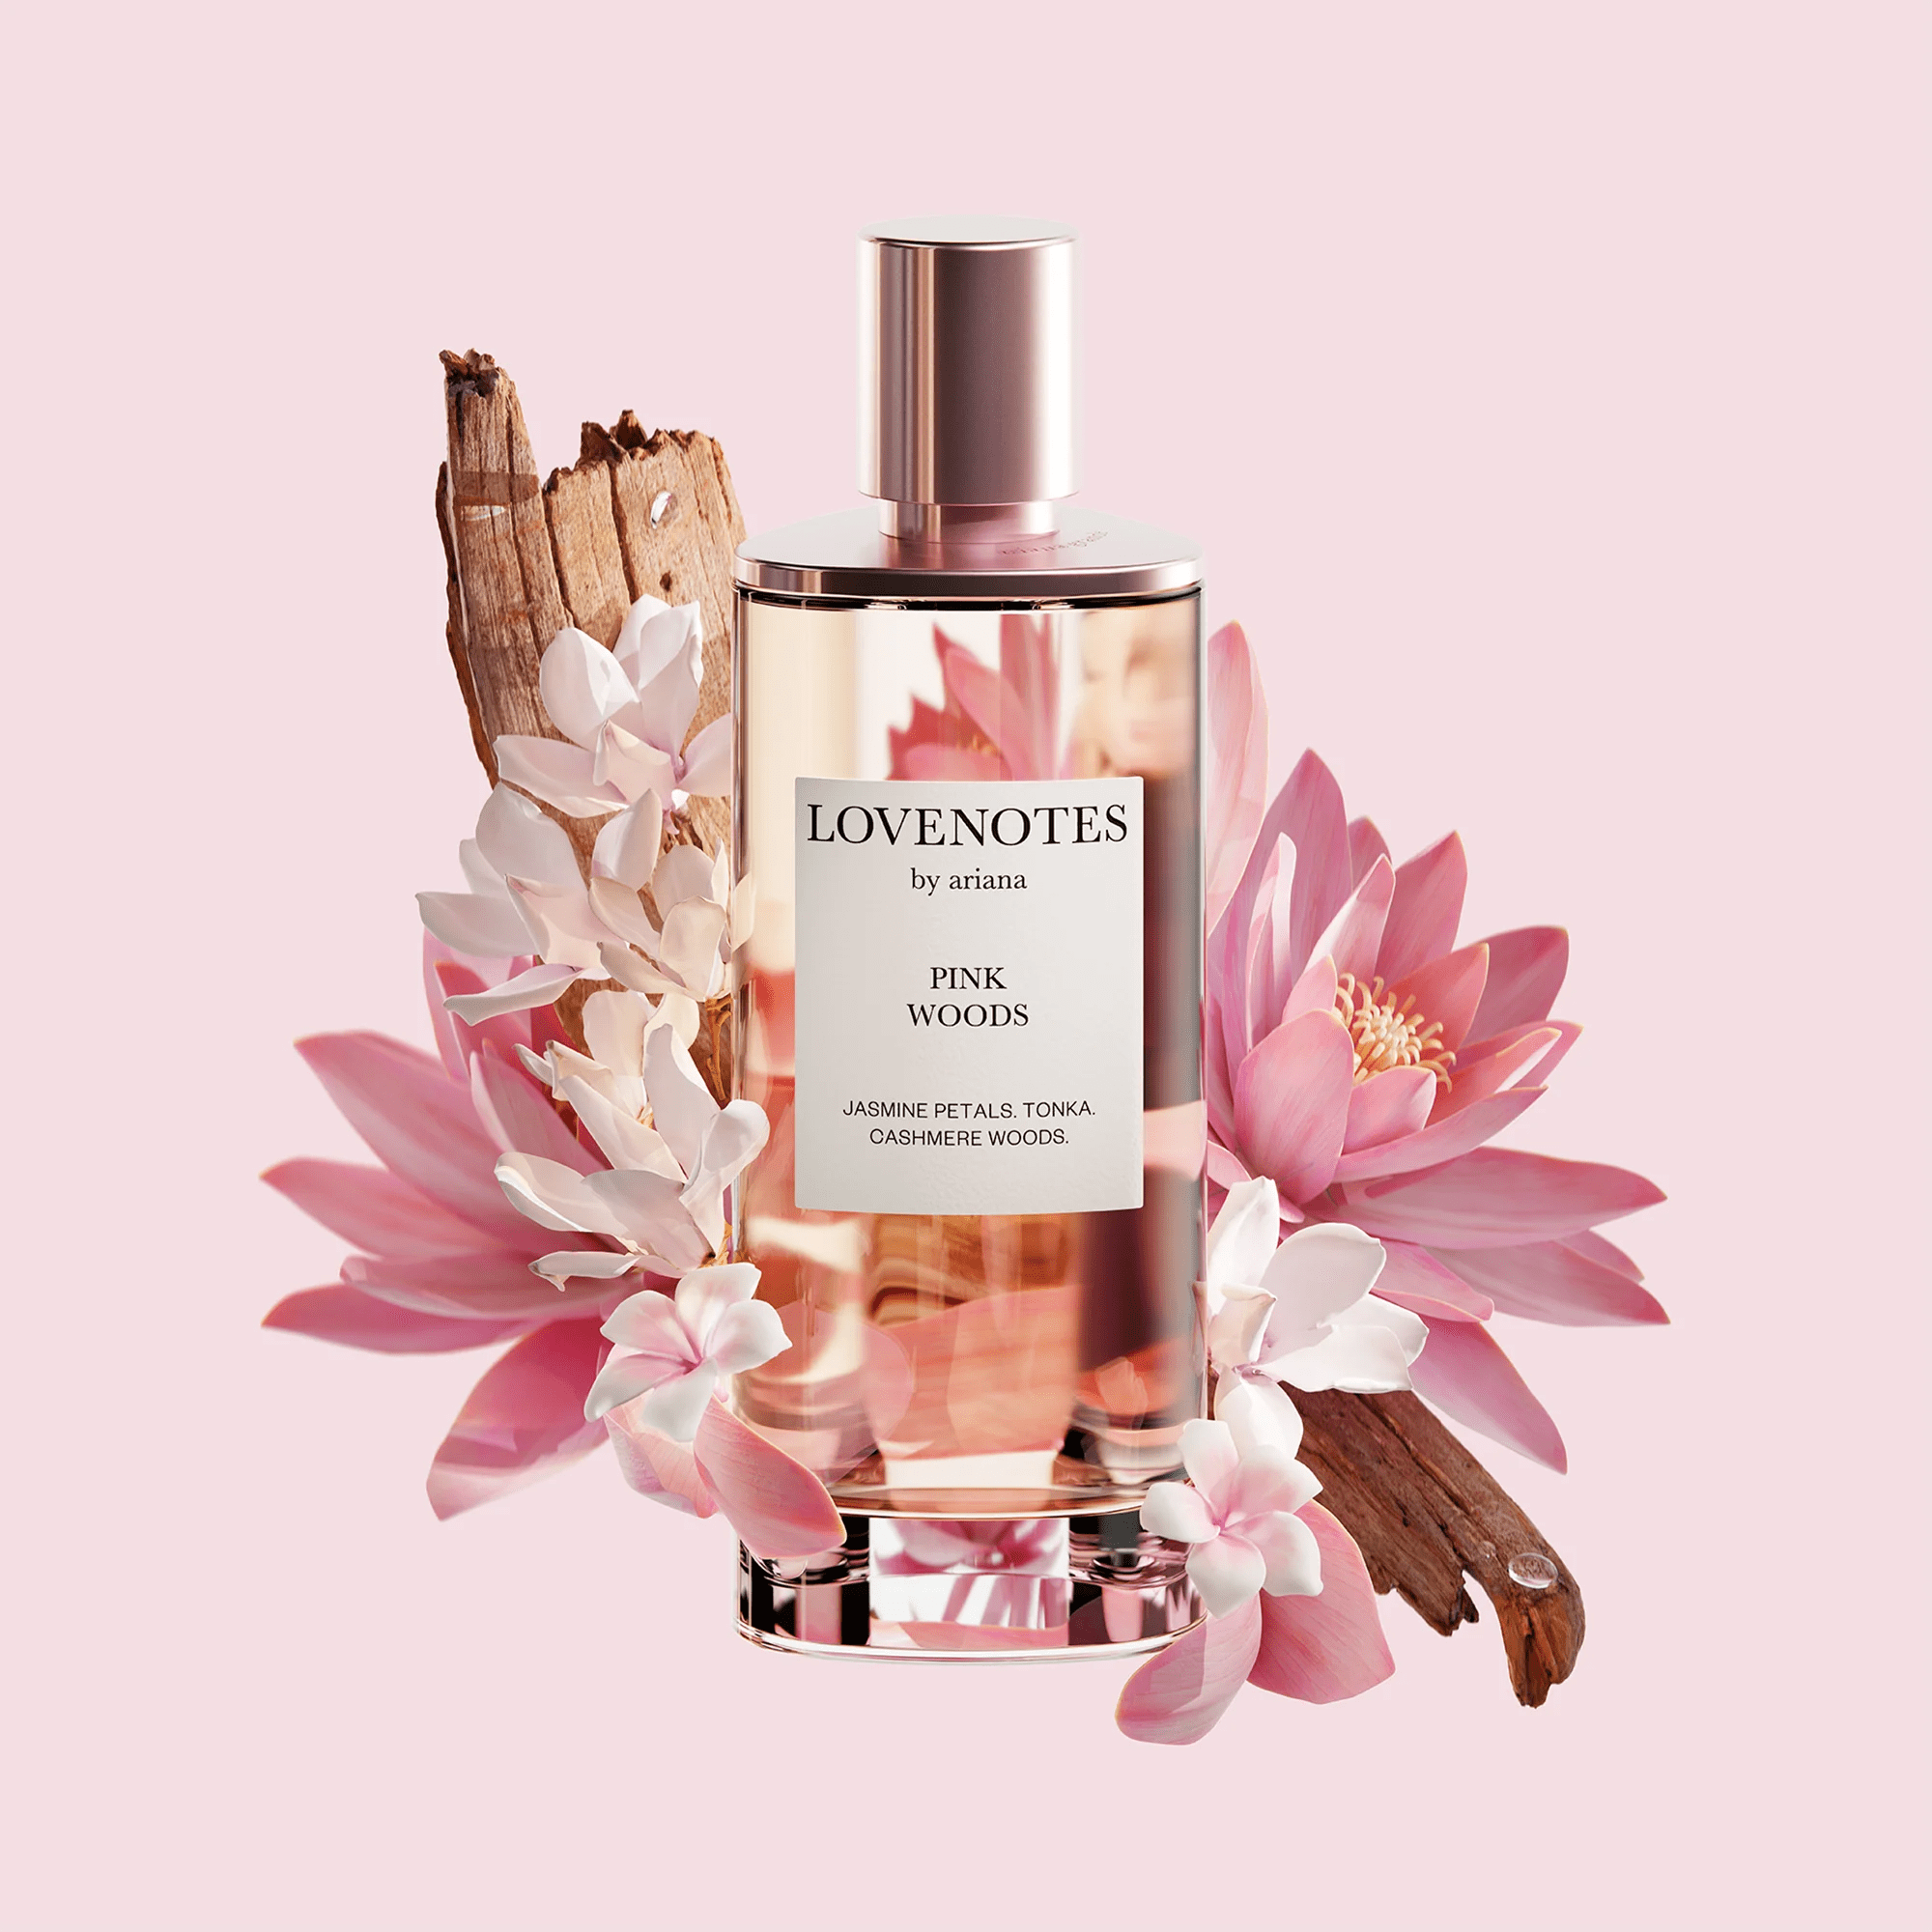 LOVENOTES
by ariana
PINK
WOODS
JASMINE PETALS. TONKA.
CASHMERE WOODS.